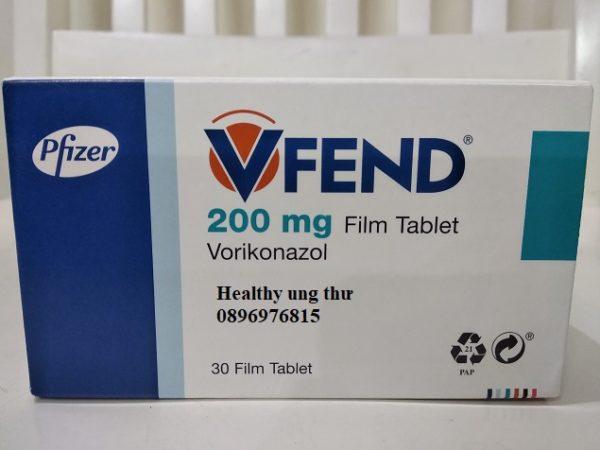 Pfizer
VFEND®
200 mg Film Tablet
Vorikonazol
Healthy ung thư
0896976815
30 Film Tablet
21
PAP
®